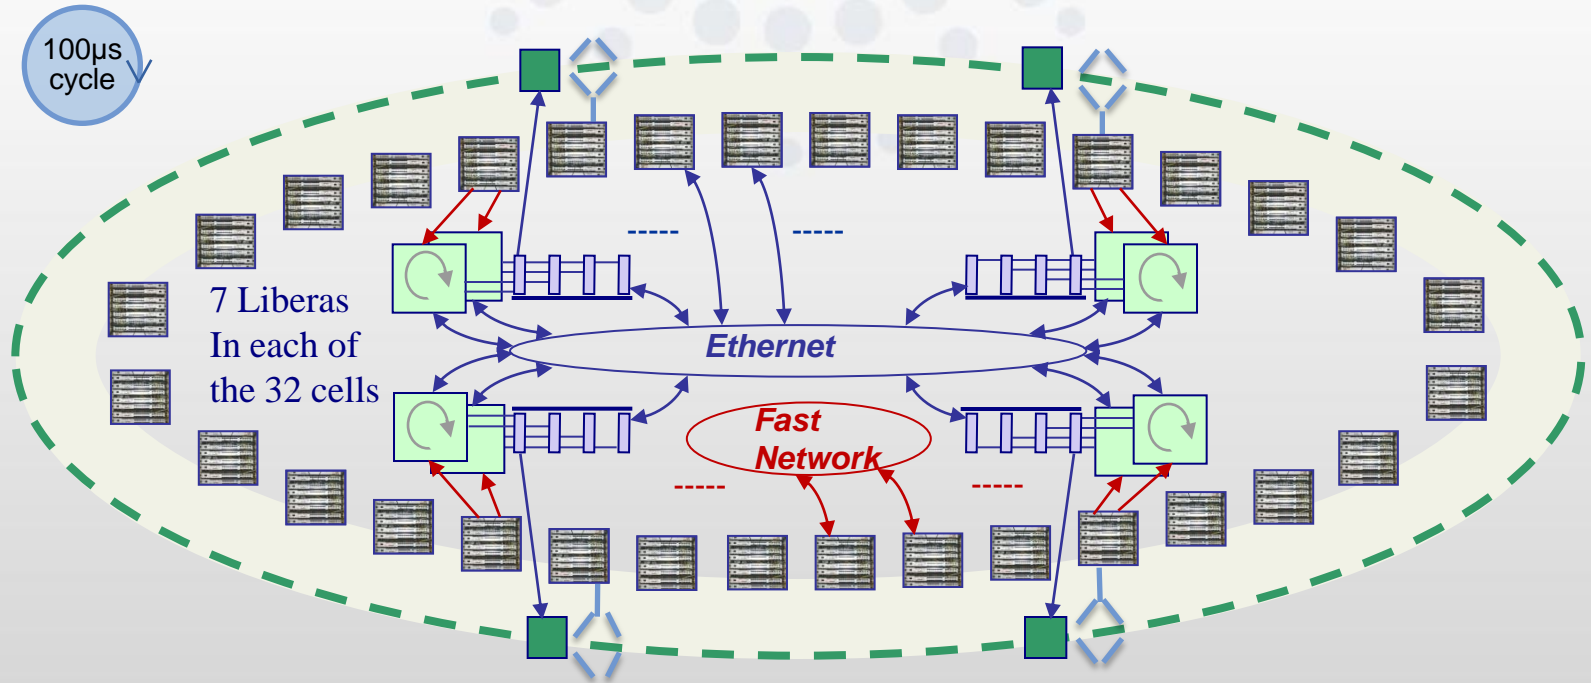 100µs
cycle
7 Liberas
In each of
the 32 cells
Ethernet
Fast
Network